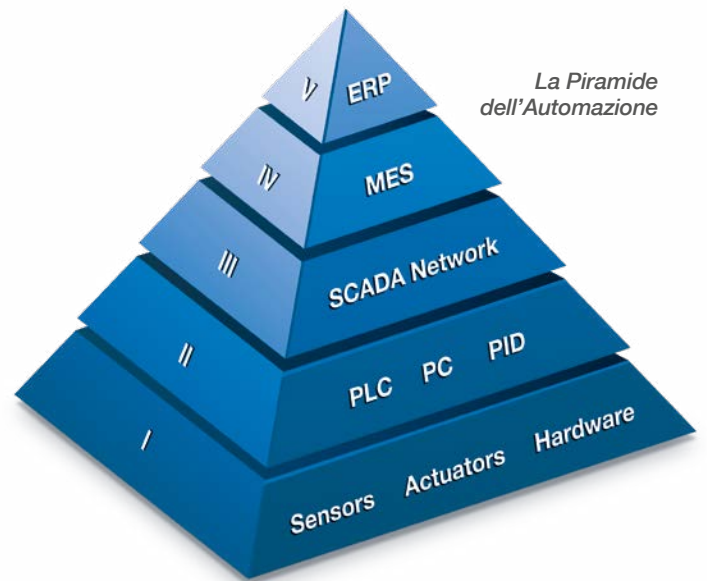 La Piramide
dell'Automazione
V ERP
IV MES
III SCADA Network
II PLC PC PID
I Sensors Actuators Hardware